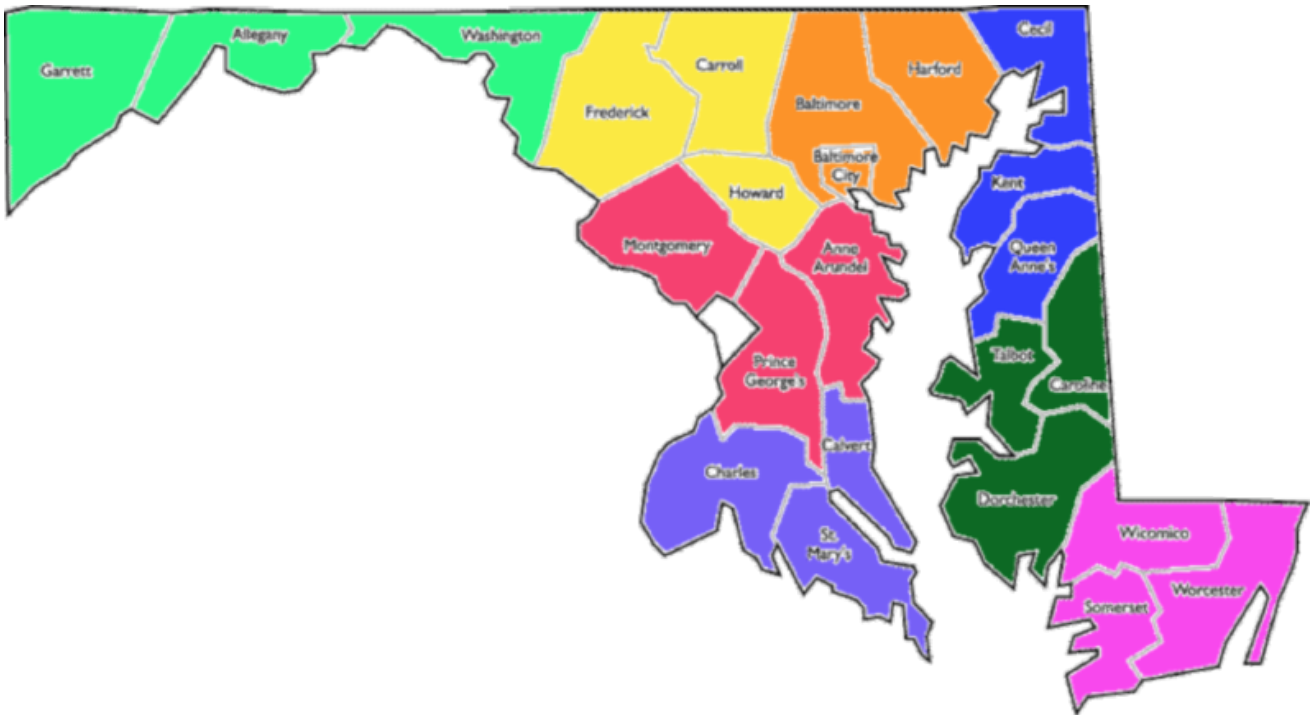 Garrett
Allegany
Washington
Frederick
Carroll
Baltimore
Harford
Cecil
Baltimore
City
Howard
Kent
Montgomery
Anne
Arundel
Queen
Anne's
Prince
George's
Talbot
Caroline
Charles
Calvert
Dorchester
St.
Mary's
Wicomico
Somerset
Worcester